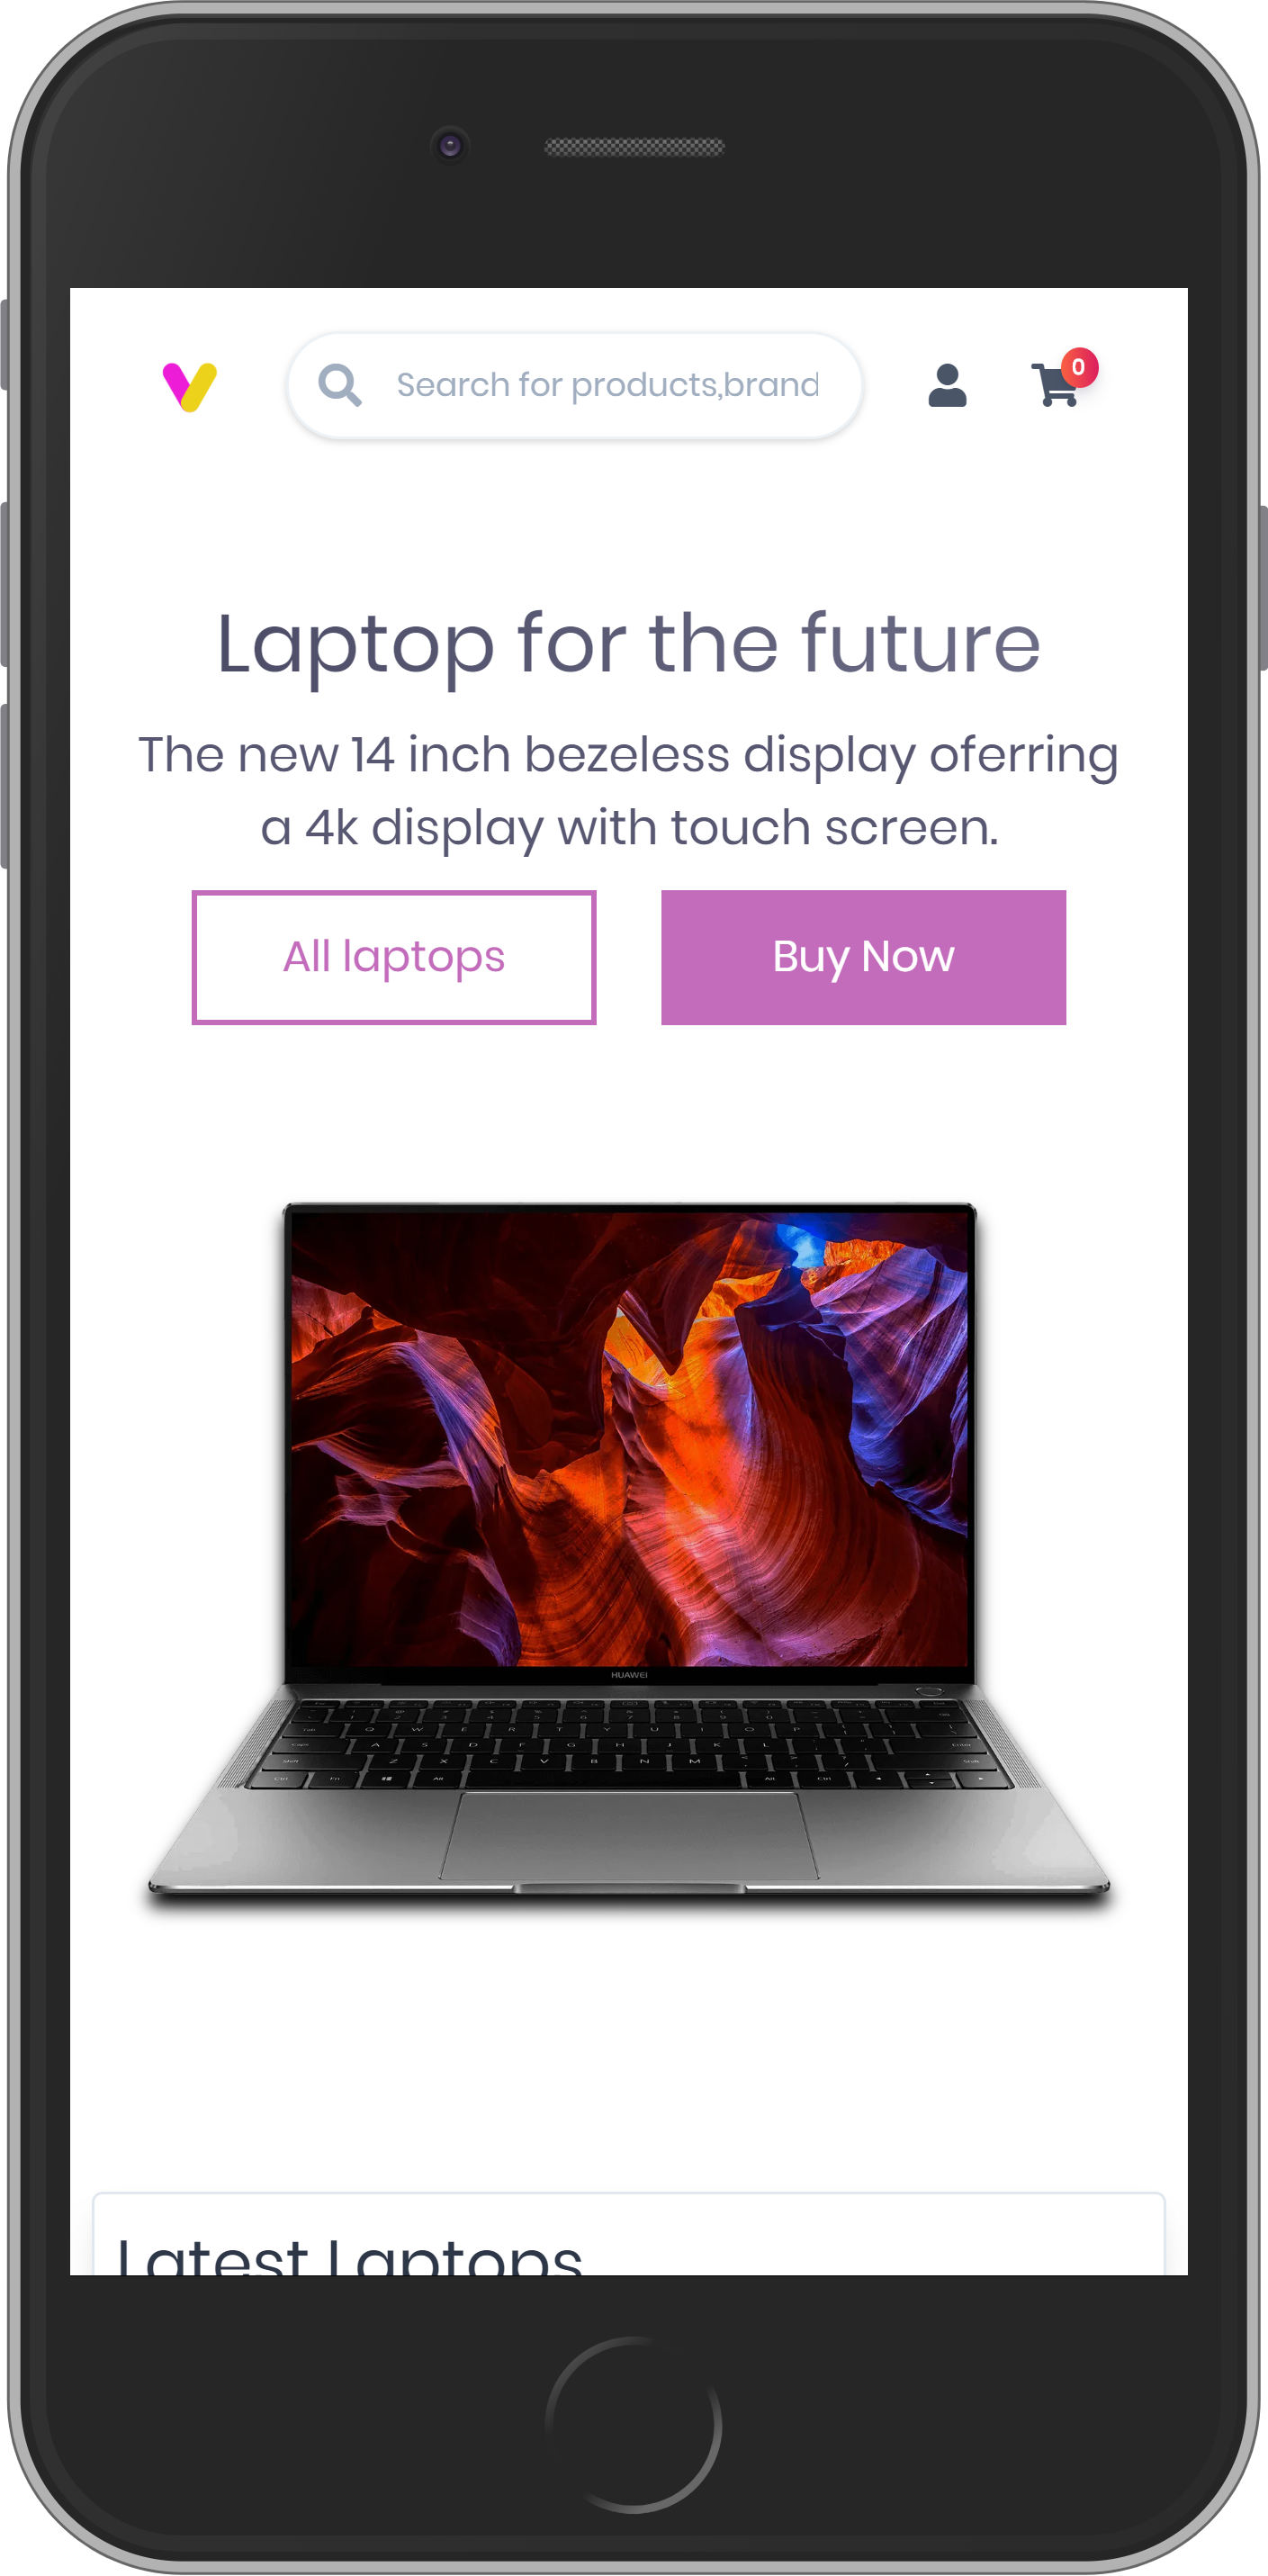 Search for products,brand
0
Laptop for the future
The new 14 inch bezeless display oferring
a 4k display with touch screen.
All laptops
Buy Now
HUAWEI
Q W E R T Y U I O P
A S D F G H J K L
Z X C V B N M
Latest Laptops